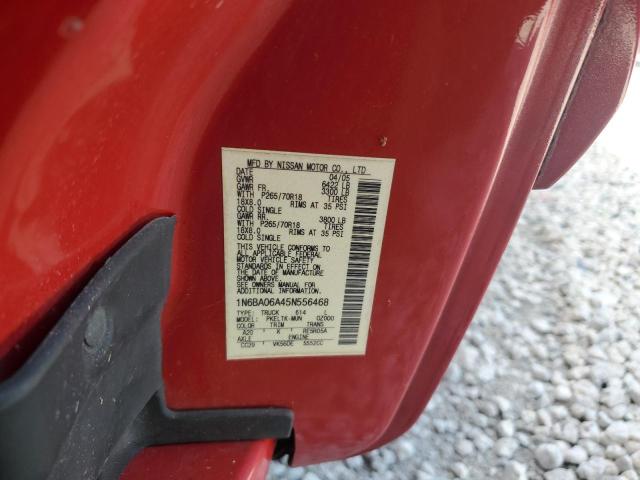 MFD BY NISSAN MOTOR CO., LTD
DATE 04/05
GVWR 6422 LB
GAWR FR. 3300 LB
WITH P265/70R18 TIRES
18X8.0 RIMS AT 35 PSI
COLD SINGLE
GAWR RR. 3800 LB
WITH P265/70R18 TIRES
18X8.0 RIMS AT 35 PSI
COLD SINGLE
THIS VEHICLE CONFORMS TO
ALL APPLICABLE FEDERAL
MOTOR VEHICLE SAFETY
STANDARDS IN EFFECT ON
THE DATE OF MANUFACTURE
SHOWN ABOVE.
SEE OWNERS MANUAL FOR
ADDITIONAL INFORMATION
1N6BA06A45N556468
TYPE: TRUCK 614 L
MODEL: PKELTK-MUN 0Z000
COLOR TRIM TRANS
A20 K RE5R05A
AXLE ENGINE
CC29 VK56DE 5552CC